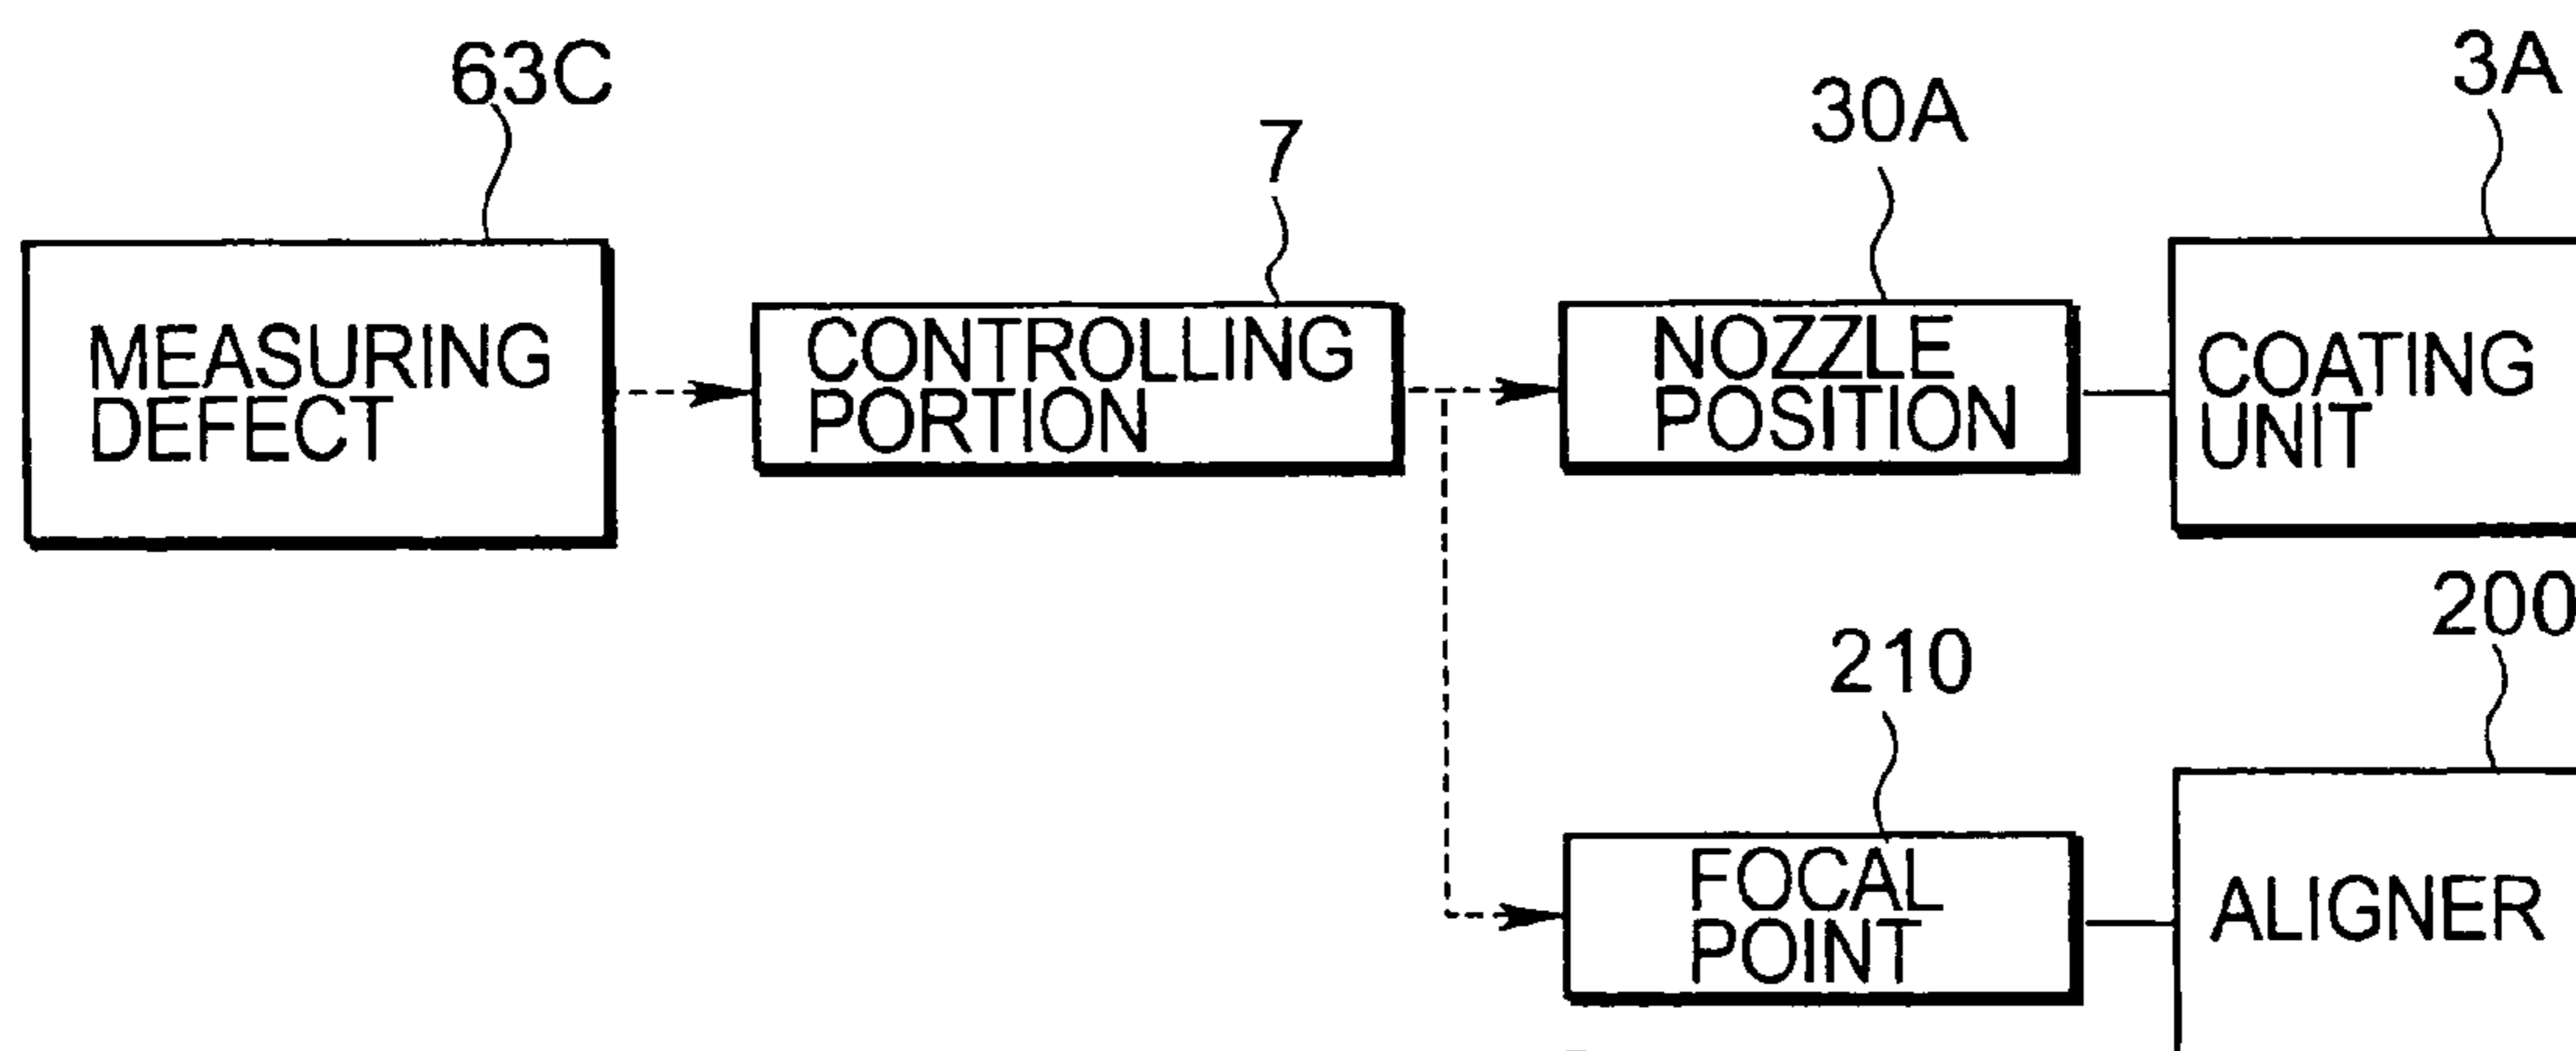 63C
7
30A
3A
MEASURING
DEFECT
CONTROLLING
PORTION
NOZZLE
POSITION
COATING
UNIT
210
200
FOCAL
POINT
ALIGNER